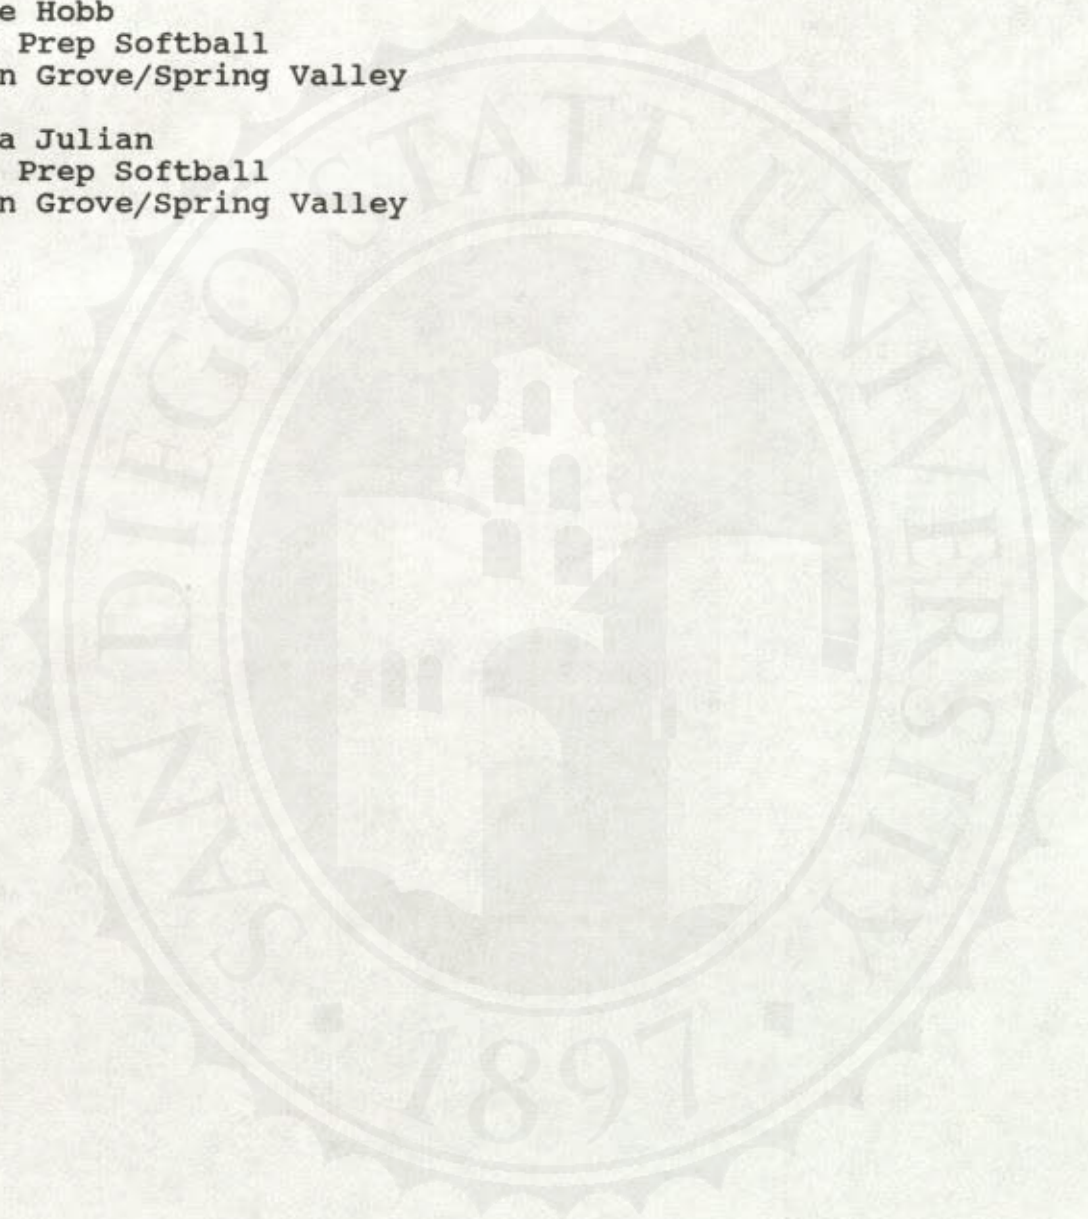 e Hobb
Prep Softball
n Grove/Spring Valley
a Julian
Prep Softball
n Grove/Spring Valley
SAN DIEGO STATE UNIVERSITY
1897